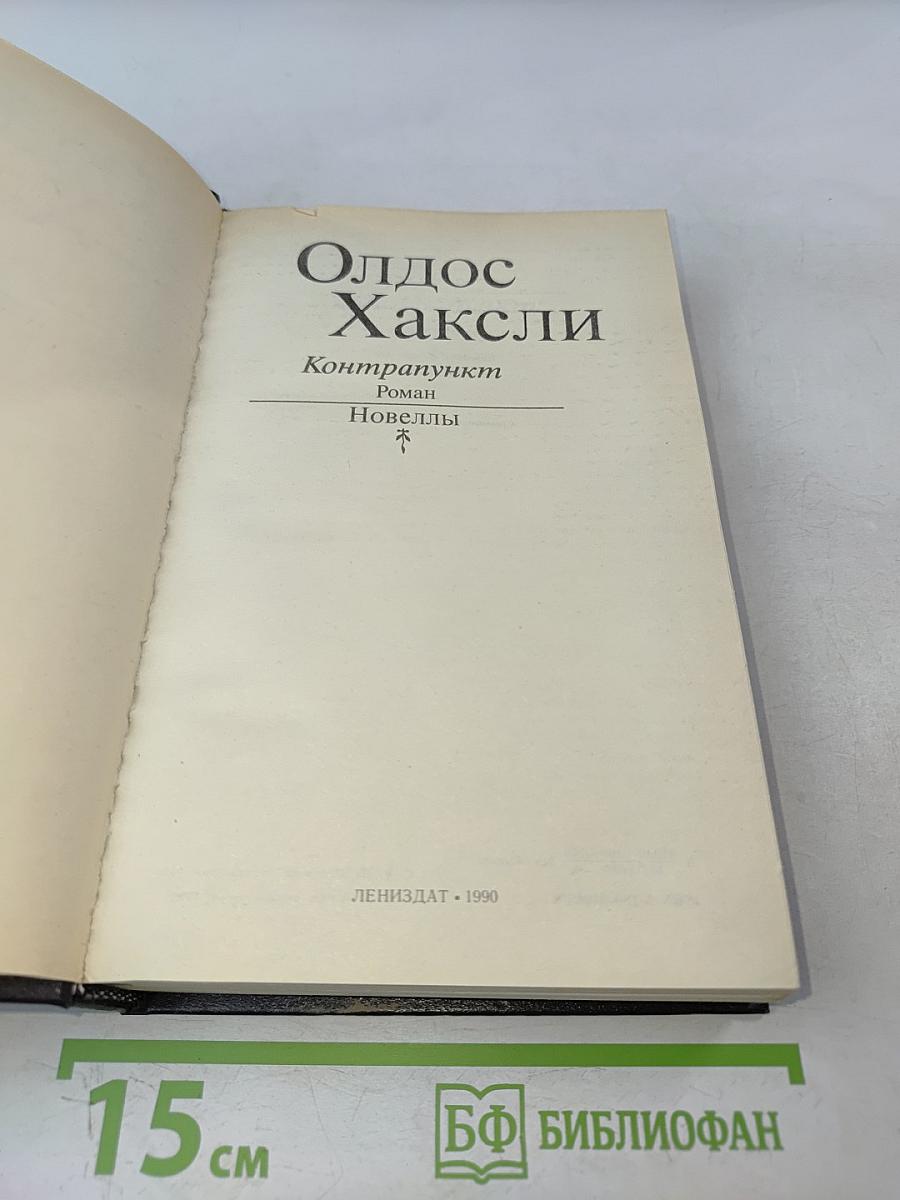 Олдос
Хаксли
Контрапункт
Роман
Новеллы
ЛЕНИЗДАТ • 1990
15 см
БФ БИБЛИОФАН